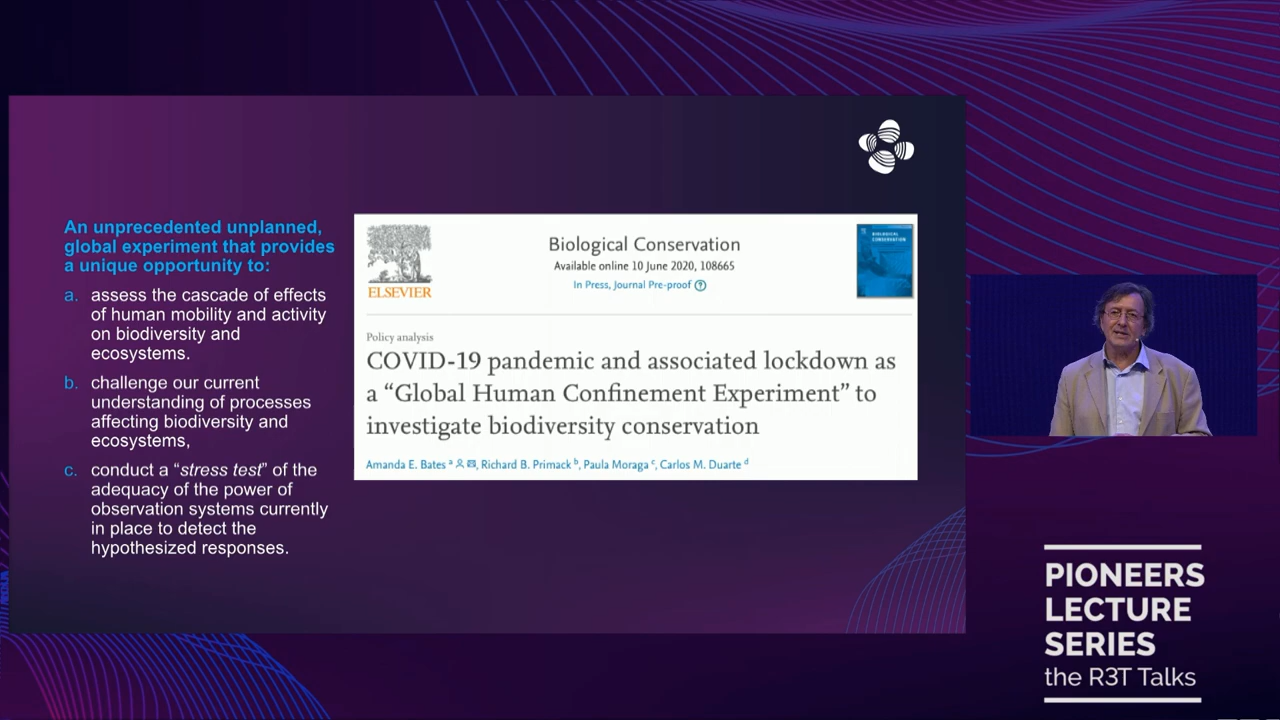 An unprecedented unplanned,
global experiment that provides
a unique opportunity to:
a. assess the cascade of effects
of human mobility and activity
on biodiversity and
ecosystems.
b. challenge our current
understanding of processes
affecting biodiversity and
ecosystems,
c. conduct a “stress test” of the
adequacy of the power of
observation systems currently
in place to detect the
hypothesized responses.
ELSEVIER
Biological Conservation
Available online 10 June 2020, 108665
In Press, Journal Pre-proof
BIOLOGICAL
CONSERVATION
Policy analysis
COVID-19 pandemic and associated lockdown as
a “Global Human Confinement Experiment” to
investigate biodiversity conservation
Amanda E. Bates a, Richard B. Primack b, Paula Moraga c, Carlos M. Duarte d
PIONEERS
LECTURE
SERIES
the R3T Talks